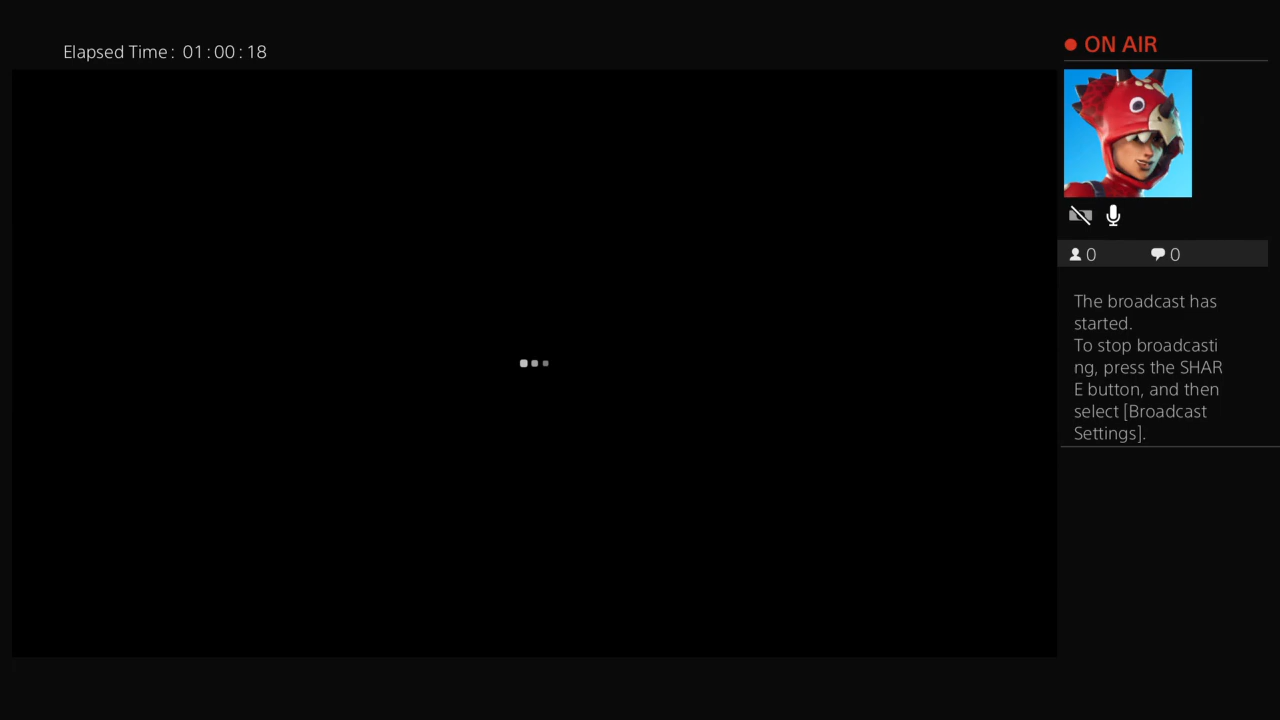 Elapsed Time: 01:00:18
ON AIR
0
0
The broadcast has
started.
To stop broadcasti
ng, press the SHAR
E button, and then
select [Broadcast
Settings].